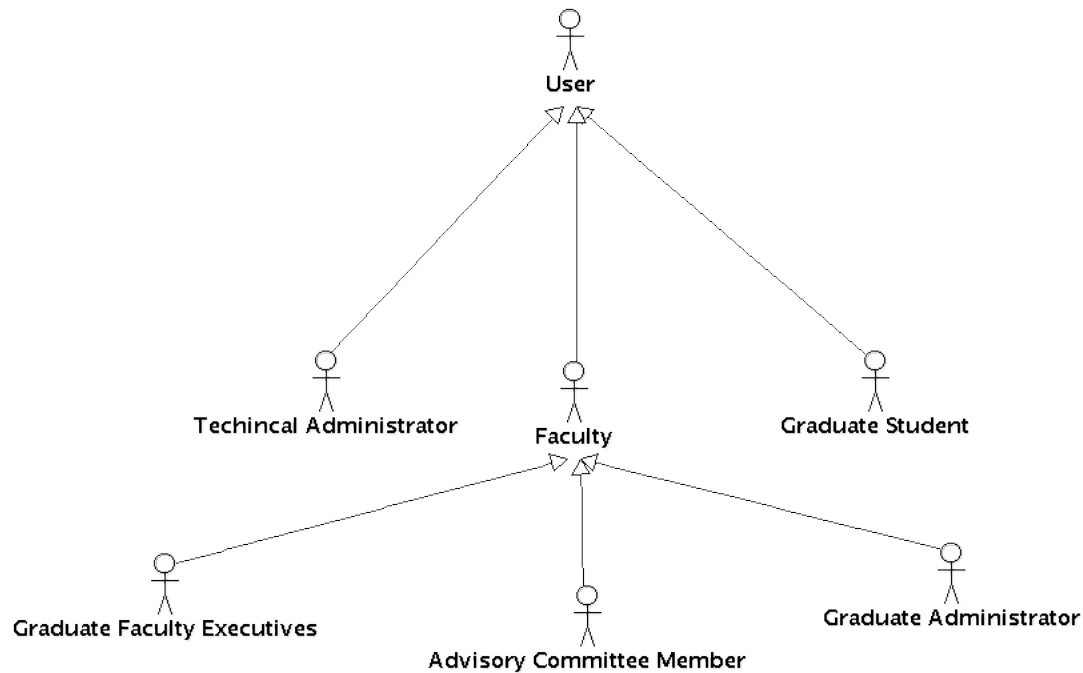 User
Techincal Administrator
Faculty
Graduate Student
Graduate Faculty Executives
Advisory Committee Member
Graduate Administrator